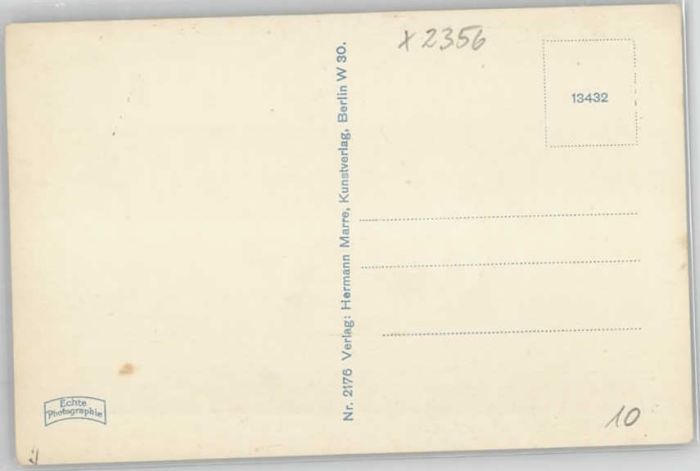 x 2356
13432
Nr. 2176 Verlag: Hermann Marre, Kunstverlag, Berlin W 30.
Echte
Photographie
10